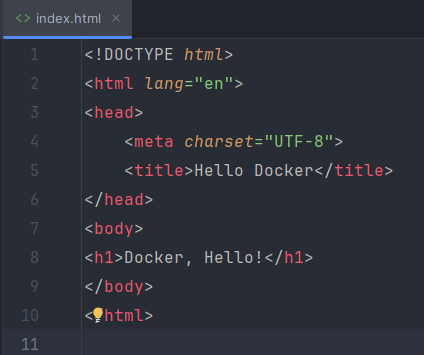 <> index.html ×
1 <!DOCTYPE html>
2 <html lang="en">
3 <head>
4 <meta charset="UTF-8">
5 <title>Hello Docker</title>
6 </head>
7 <body>
8 <h1>Docker, Hello!</h1>
9 </body>
10 </html>
11